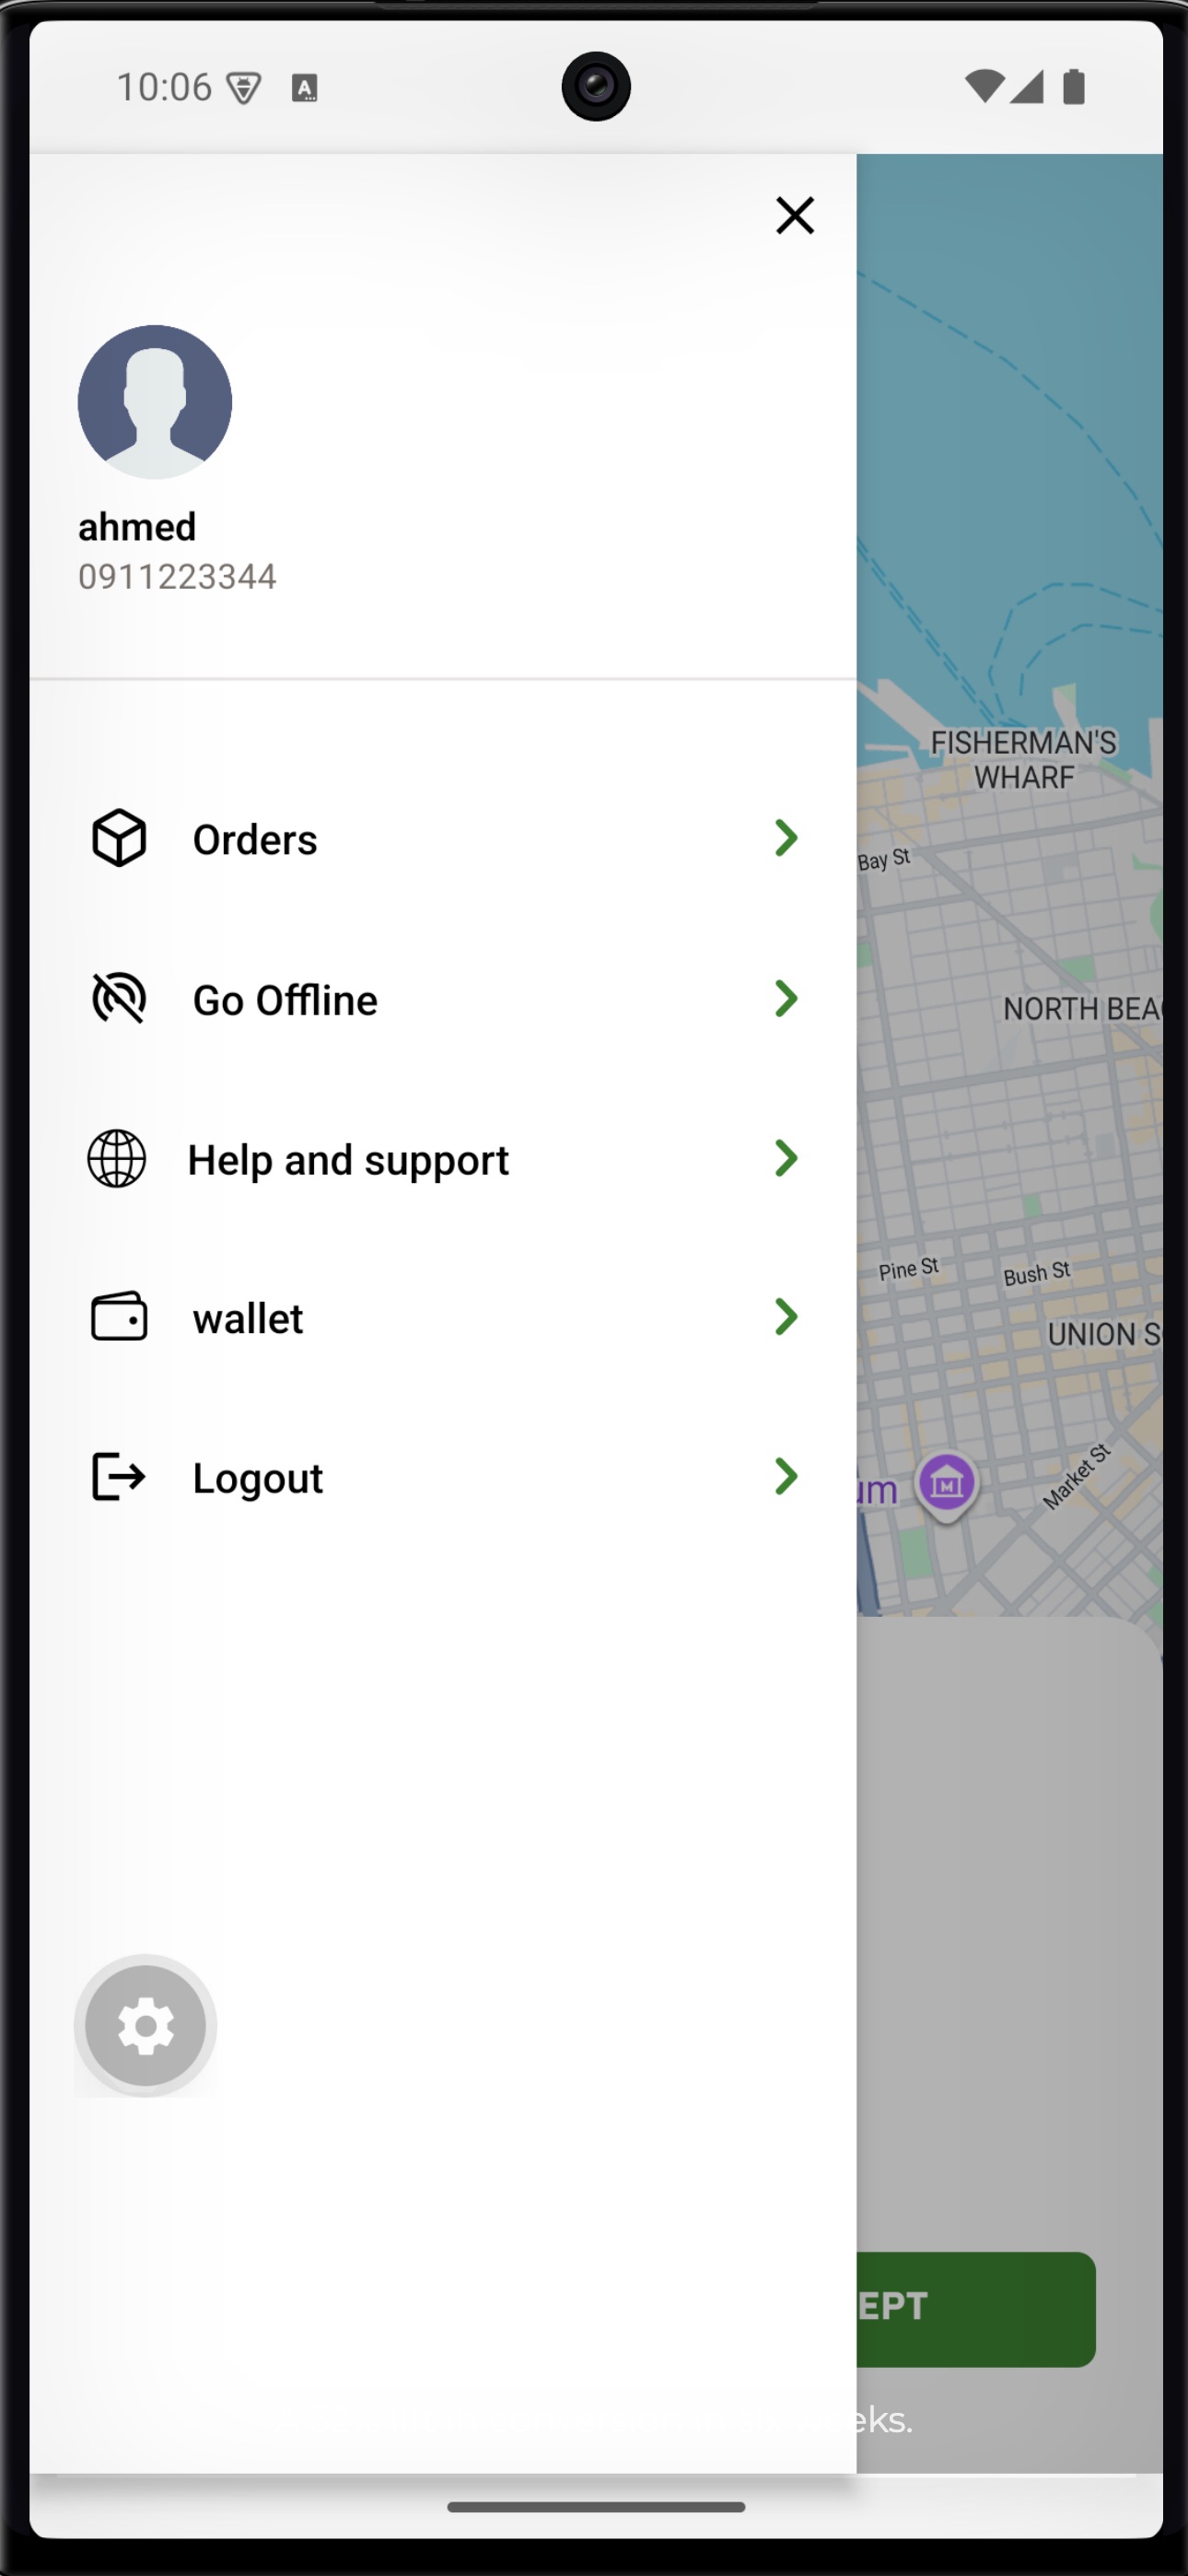 10:06
ahmed
0911223344
Orders
Go Offline
Help and support
wallet
Logout
FISHERMAN'S
WHARF
Bay St
NORTH BEA
Pine St
Bush St
UNION S
Market St
um
EPT
eks.